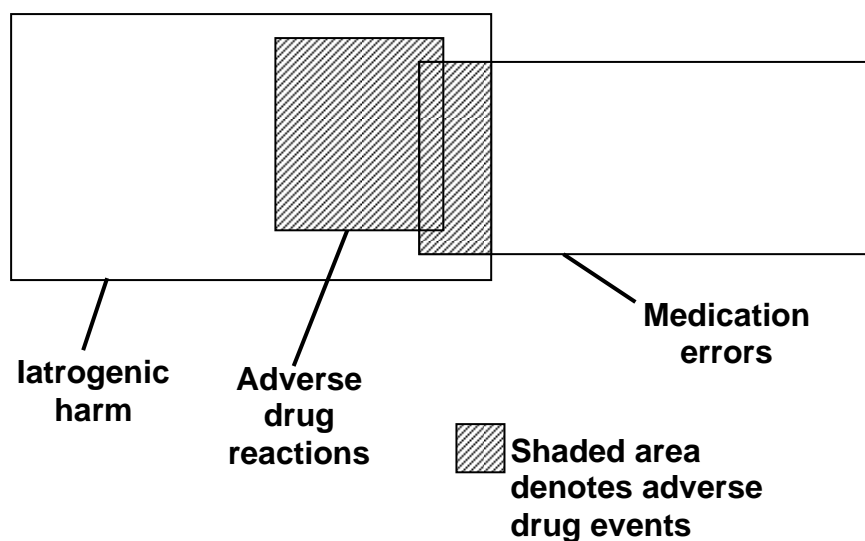 Iatrogenic
harm
Adverse
drug
reactions
Medication
errors
Shaded area
denotes adverse
drug events